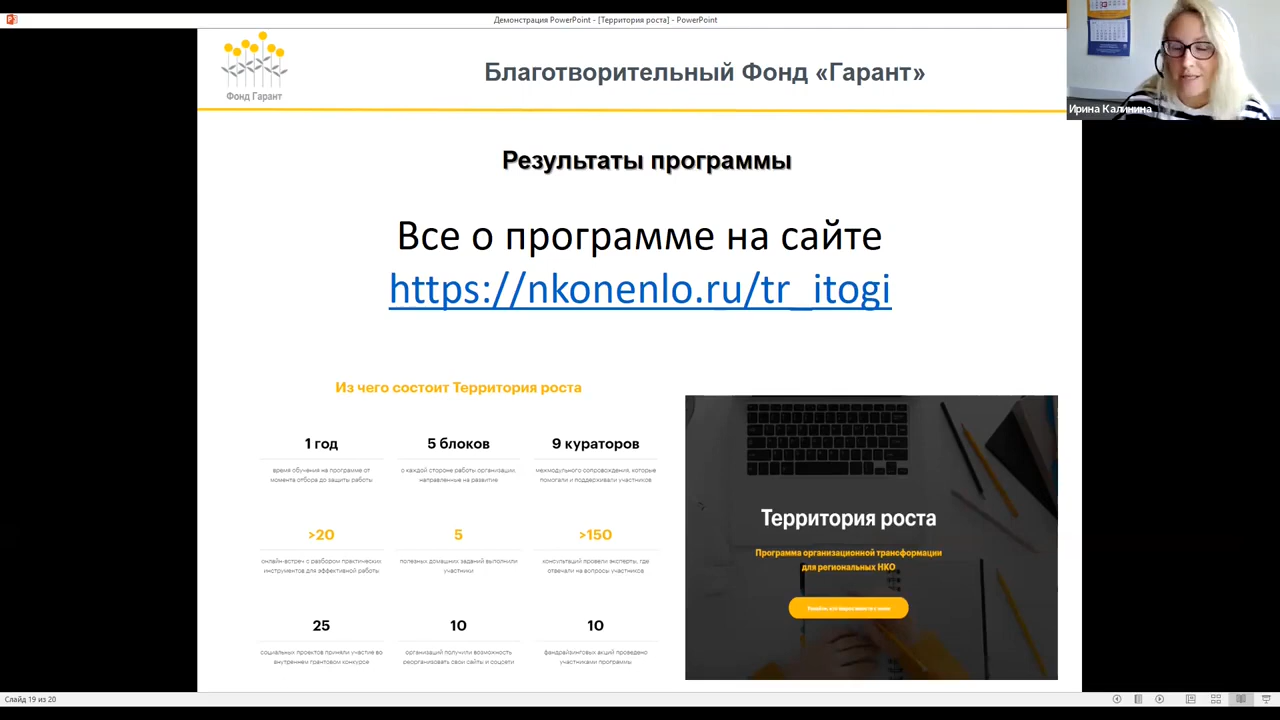 Демонстрация PowerPoint - [Территория роста] - PowerPoint
Фонд Гарант
Благотворительный Фонд «Гарант»
Ирина Калинина
Результаты программы
Все о программе на сайте
https://nkonenlo.ru/tr_itogi
Из чего состоит Территория роста
1 год
время обучения на программе от
момента отбора до защиты работы
5 блоков
о каждой стороне работы организации,
направленные на развитие
9 кураторов
межмодульного сопровождения, которые
помогали и поддерживали участников
>20
онлайн-встреч с разбором практических
инструментов для эффективной работы
5
полезных домашних заданий выполнили
участники
>150
консультаций провели эксперты, где
отвечали на вопросы участников
25
социальных проектов приняли участие во
внутреннем грантовом конкурсе
10
организаций получили возможность
реорганизовать свои сайты и соцсети
10
фандрайзинговых акций проведено
участниками программы
Территория роста
Программа организационной трансформации
для региональных НКО
Слайд 19 из 20